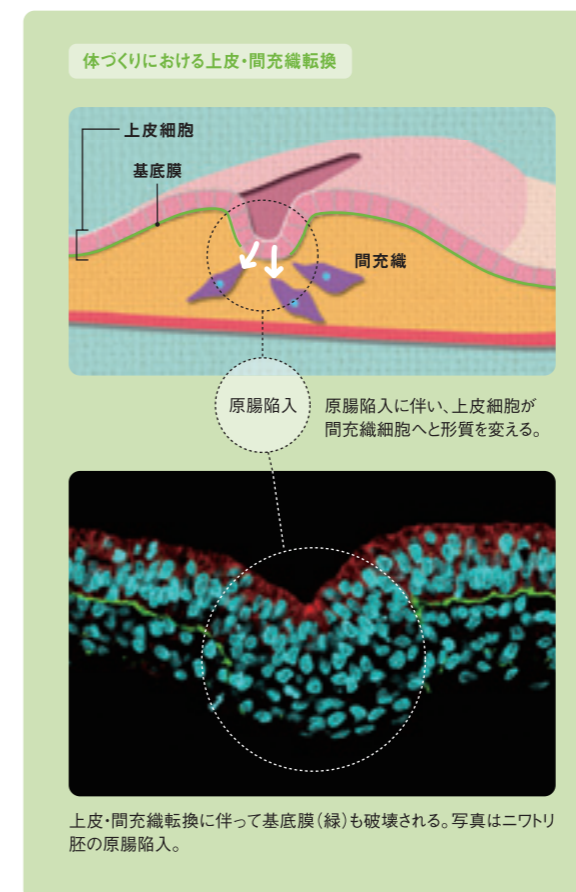 体づくりにおける上皮・間充織転換
上皮細胞
基底膜
間充織
原腸陥入
原腸陥入に伴い、上皮細胞が
間充織細胞へと形質を変える。
上皮・間充織転換に伴って基底膜(緑)も破壊される。写真はニワトリ
胚の原腸陥入。